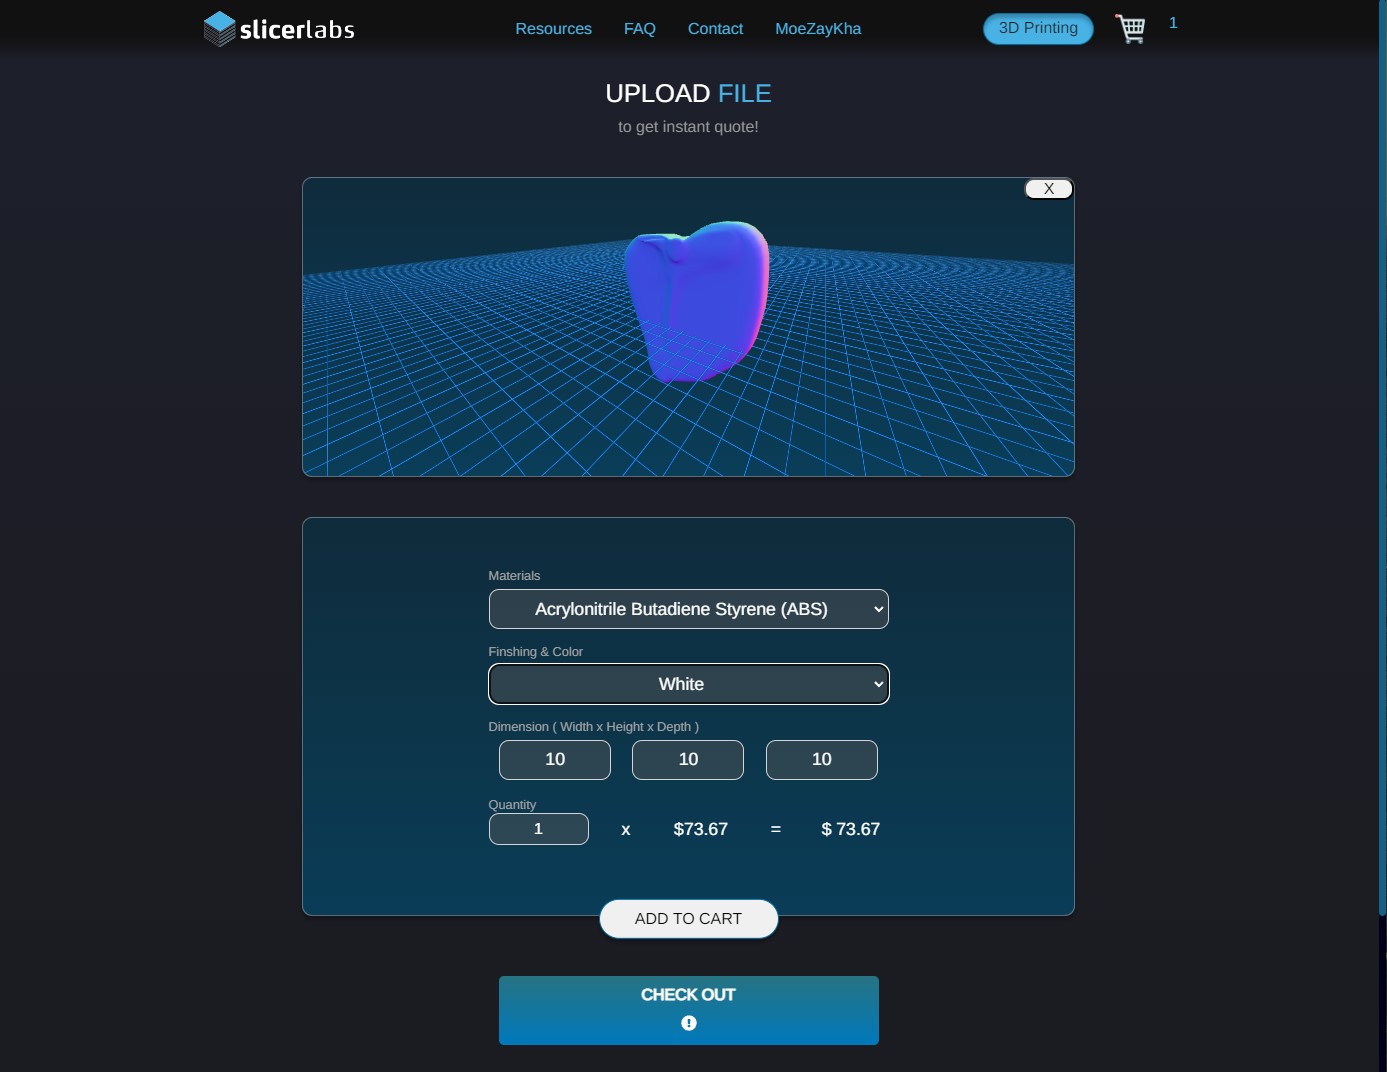 slicerlabs
Resources FAQ Contact MoeZayKha
3D Printing
1
UPLOAD FILE
to get instant quote!
X
Materials
Acrylonitrile Butadiene Styrene (ABS)
Finshing & Color
White
Dimension ( Width x Height x Depth )
10 10 10
Quantity
1 x $73.67 = $ 73.67
ADD TO CART
CHECK OUT
!